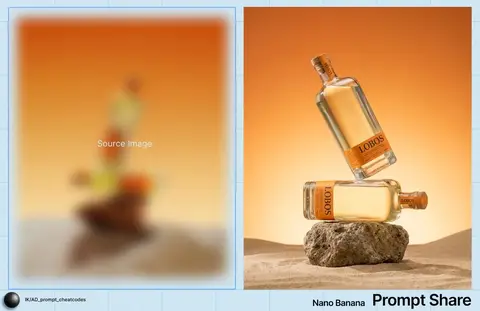 Source Image
LOBOS
LOBOS
IK/AD_prompt_cheatcodes
Nano Banana Prompt Share